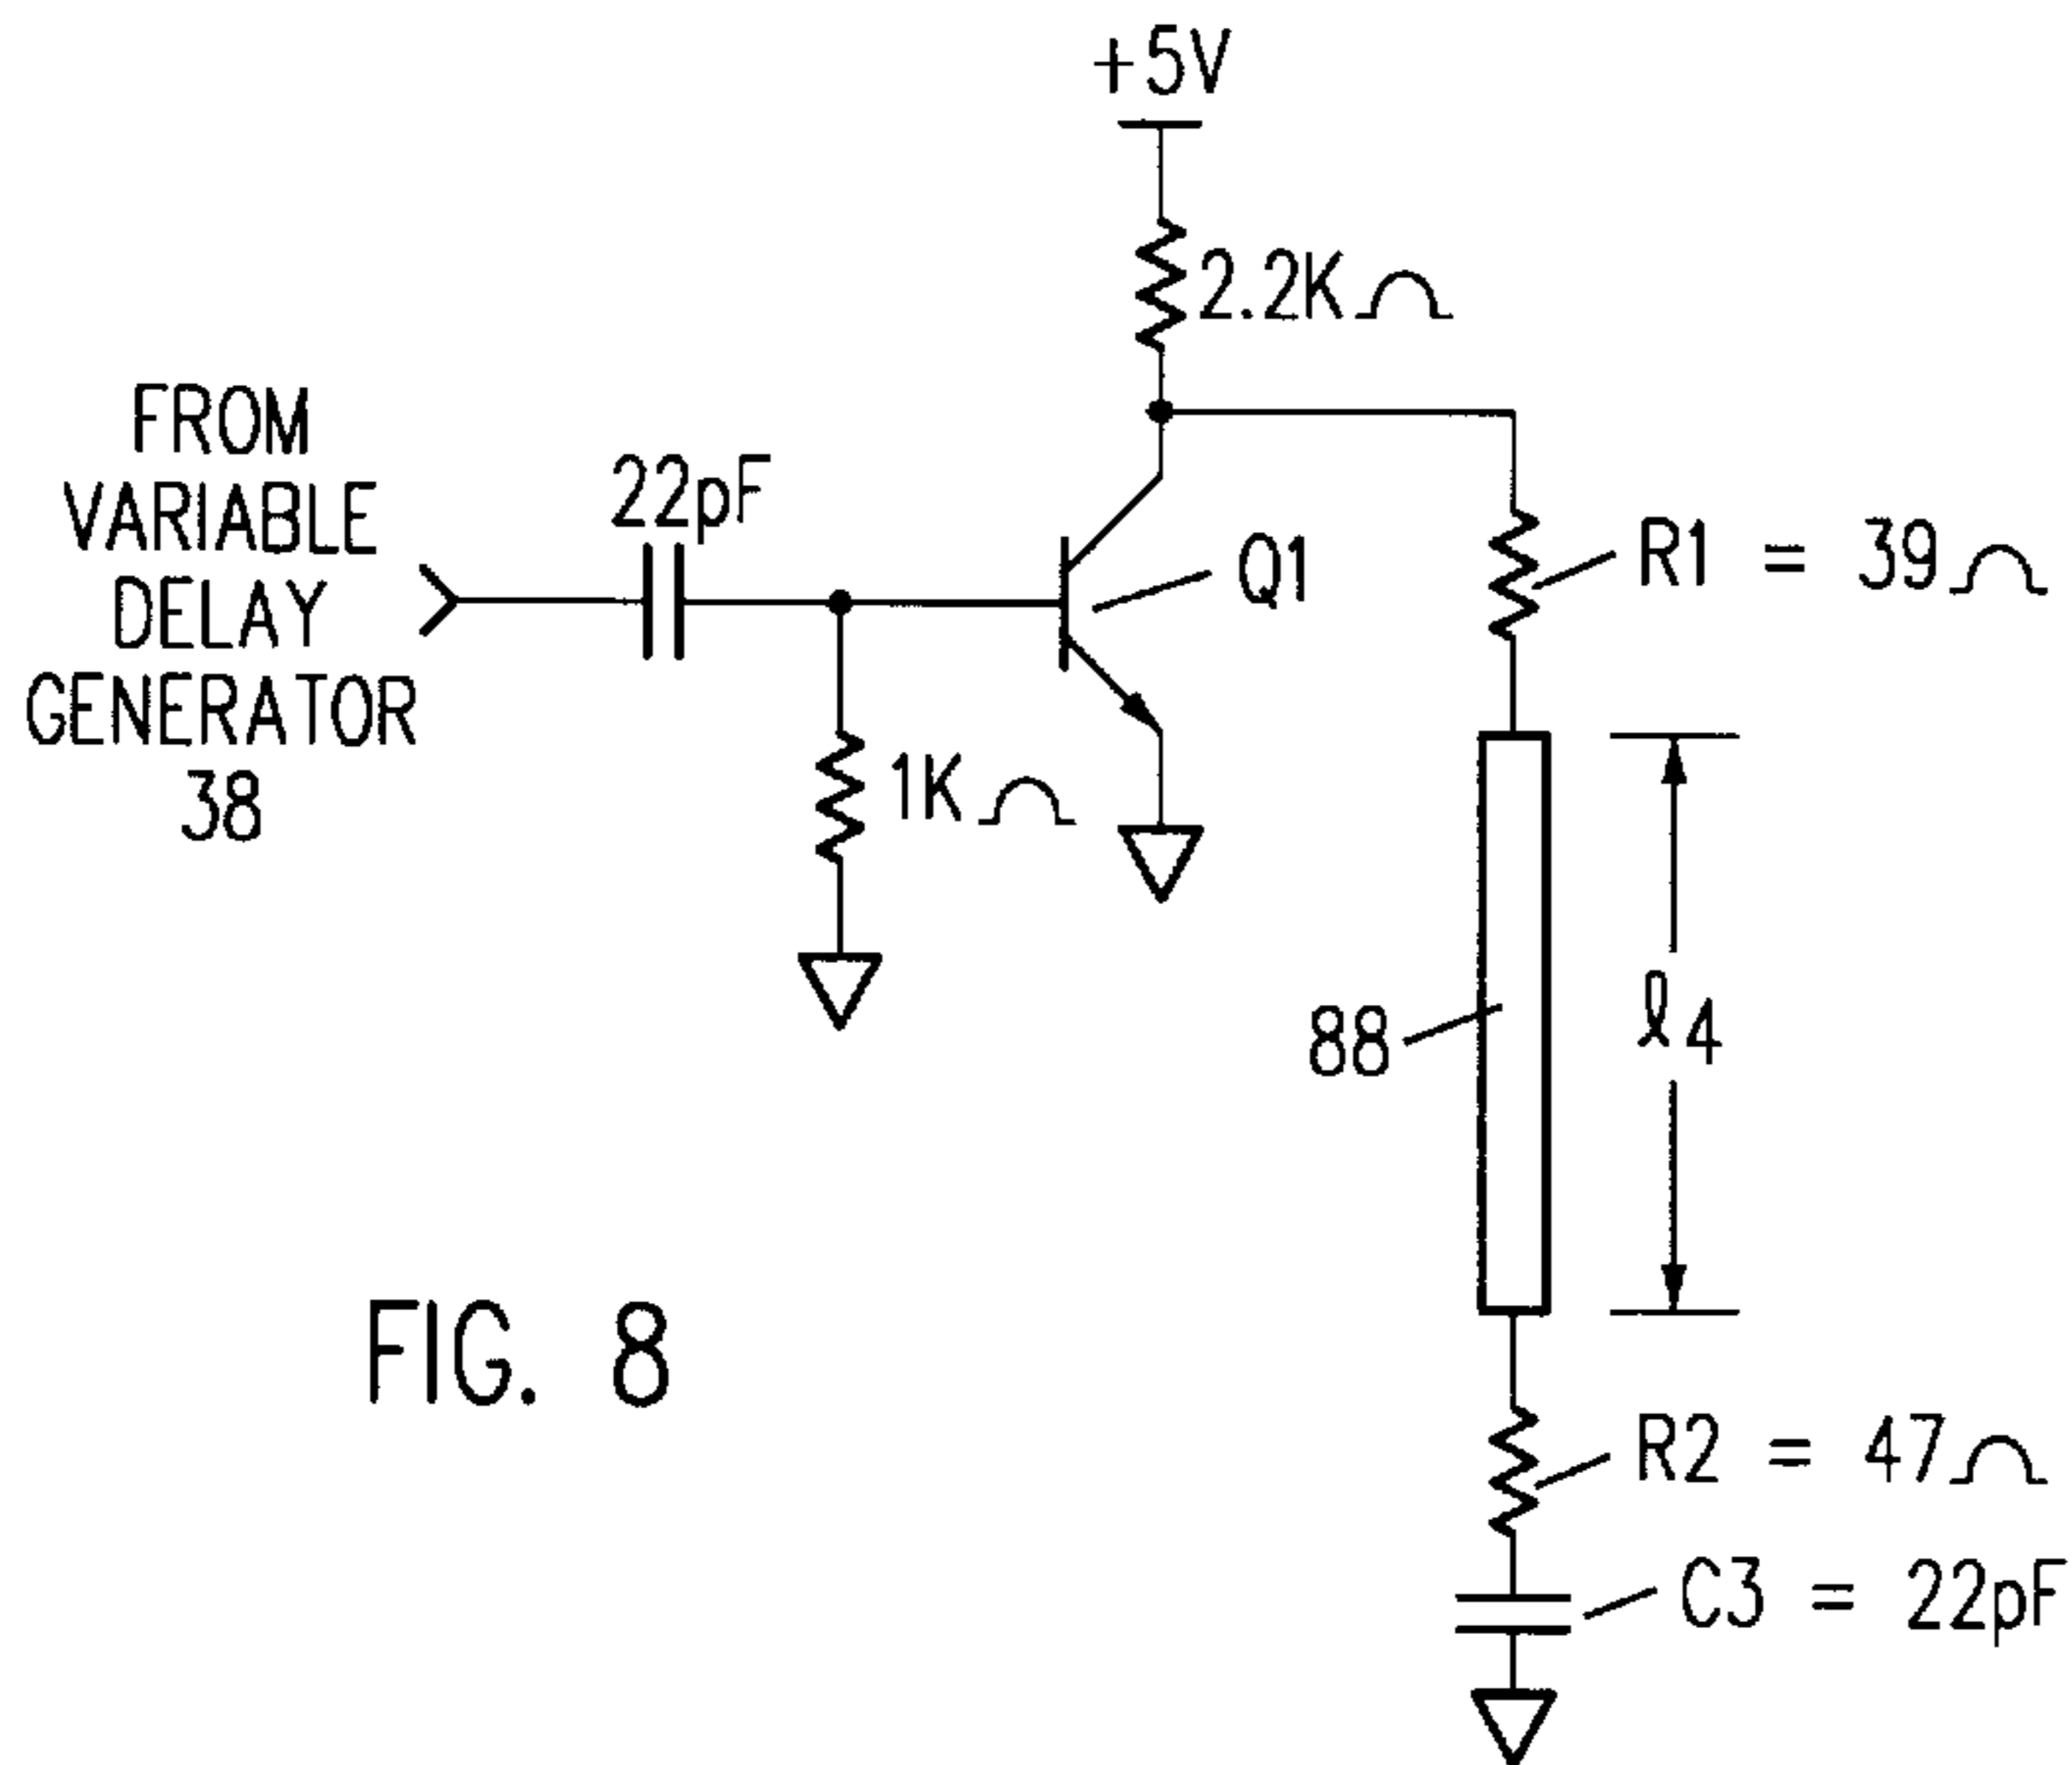 +5V
2.2KΩ
FROM
VARIABLE
DELAY
GENERATOR
38
22pF
Q1
R1 = 39Ω
1KΩ
88
ℓ4
FIG. 8
R2 = 47Ω
C3 = 22pF